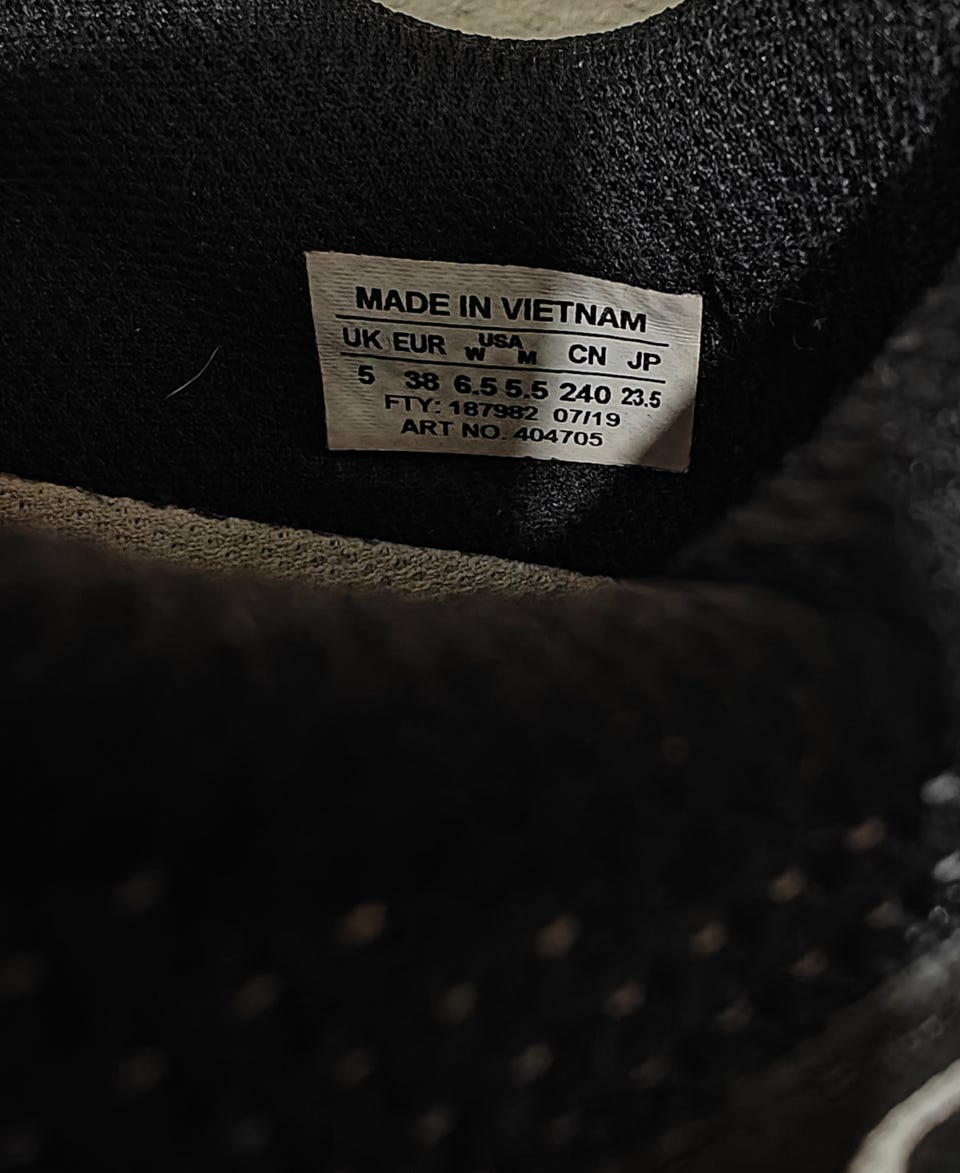 MADE IN VIETNAM
UK EUR USA W M CN JP
5 38 6.5 5.5 240 23.5
FTY: 187982 07/19
ART NO. 404705